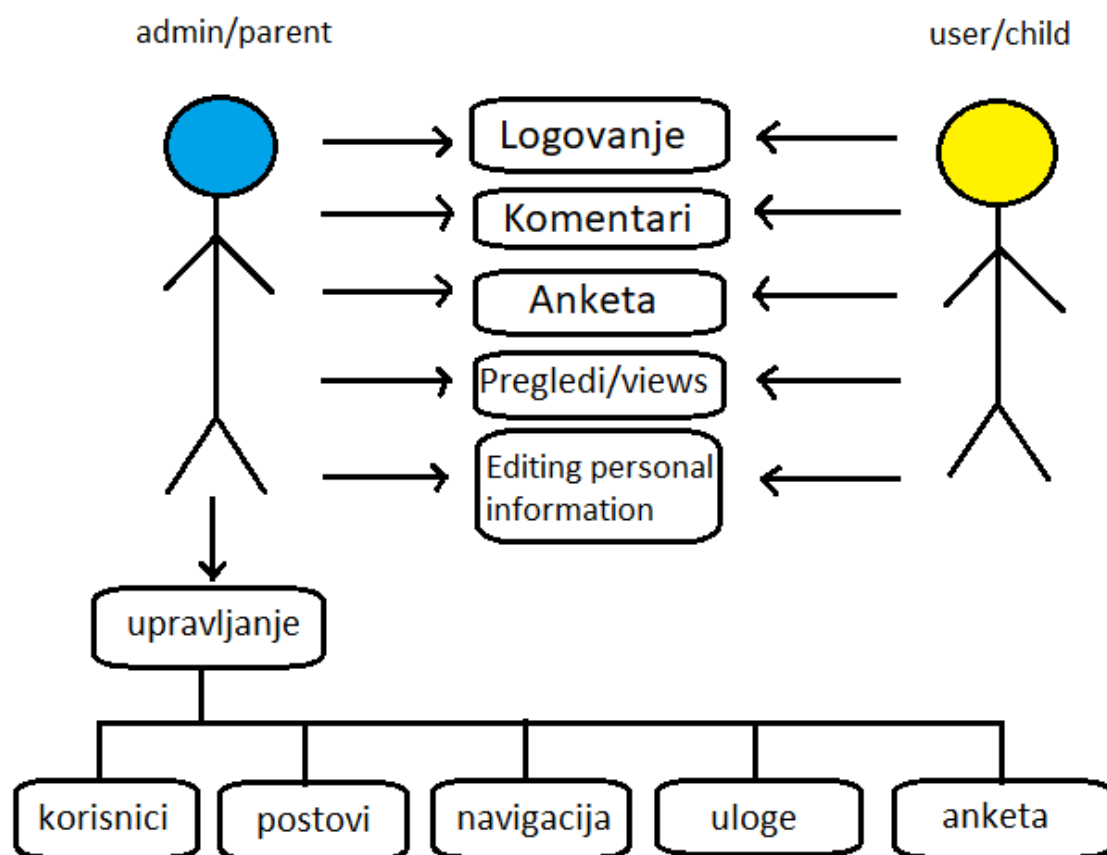 admin/parent
user/child
Logovanje
Komentari
Anketa
Pregledi/views
Editing personal
information
upravljanje
korisnici
postovi
navigacija
uloge
anketa